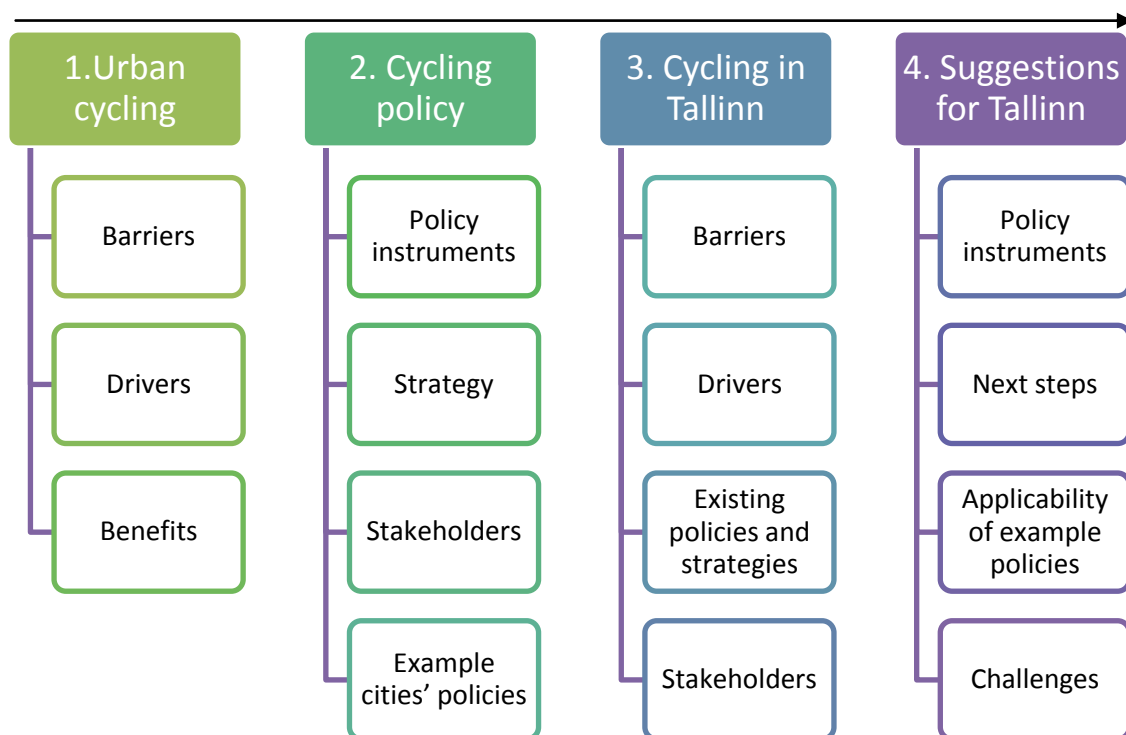 1.Urban
cycling
Barriers
Drivers
Benefits
2. Cycling
policy
Policy
instruments
Strategy
Stakeholders
Example
cities’ policies
3. Cycling in
Tallinn
Barriers
Drivers
Existing
policies and
strategies
Stakeholders
4. Suggestions
for Tallinn
Policy
instruments
Next steps
Applicability
of example
policies
Challenges